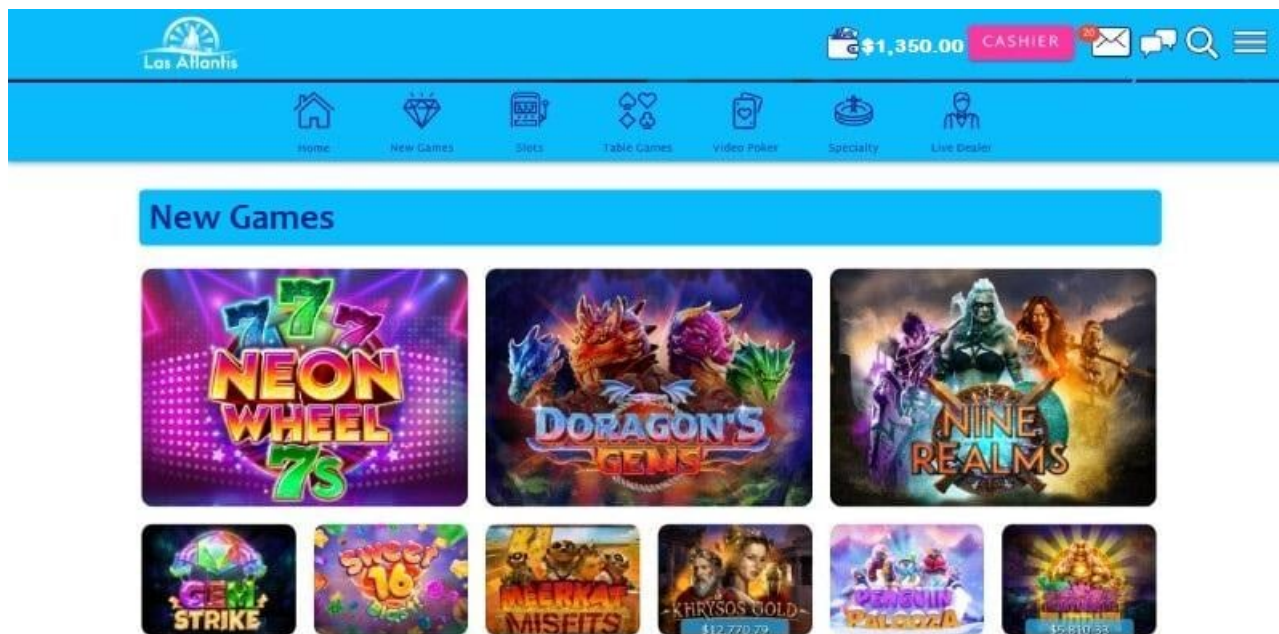 Las Atlantis
$1,350.00
CASHIER
20
Home
New Games
Slots
Table Games
Video Poker
Specialty
Live Dealer
New Games
777
NEON
WHEEL
7s
DORAGON'S
GEMS
NINE
REALMS
GEM
STRIKE
SWEET
16
MEERKAT
MISFITS
KHRYSOS GOLD
$12,770.79
PENGUIN
PALOOZA
$5,810.33